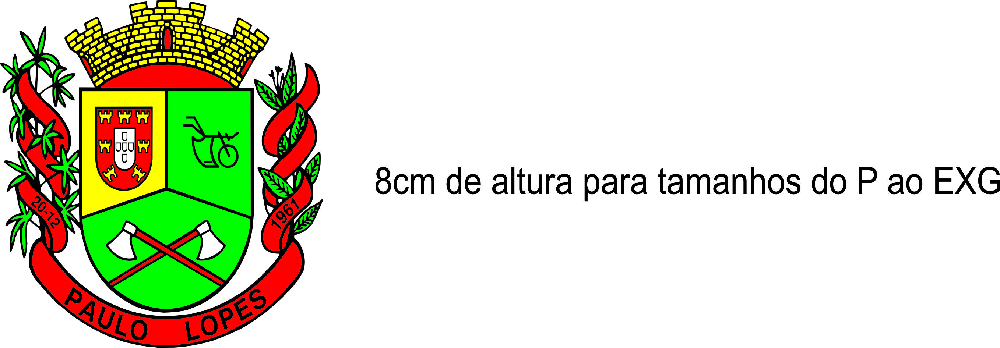 20-12
1961
PAULO LOPES
8cm de altura para tamanhos do P ao EXG